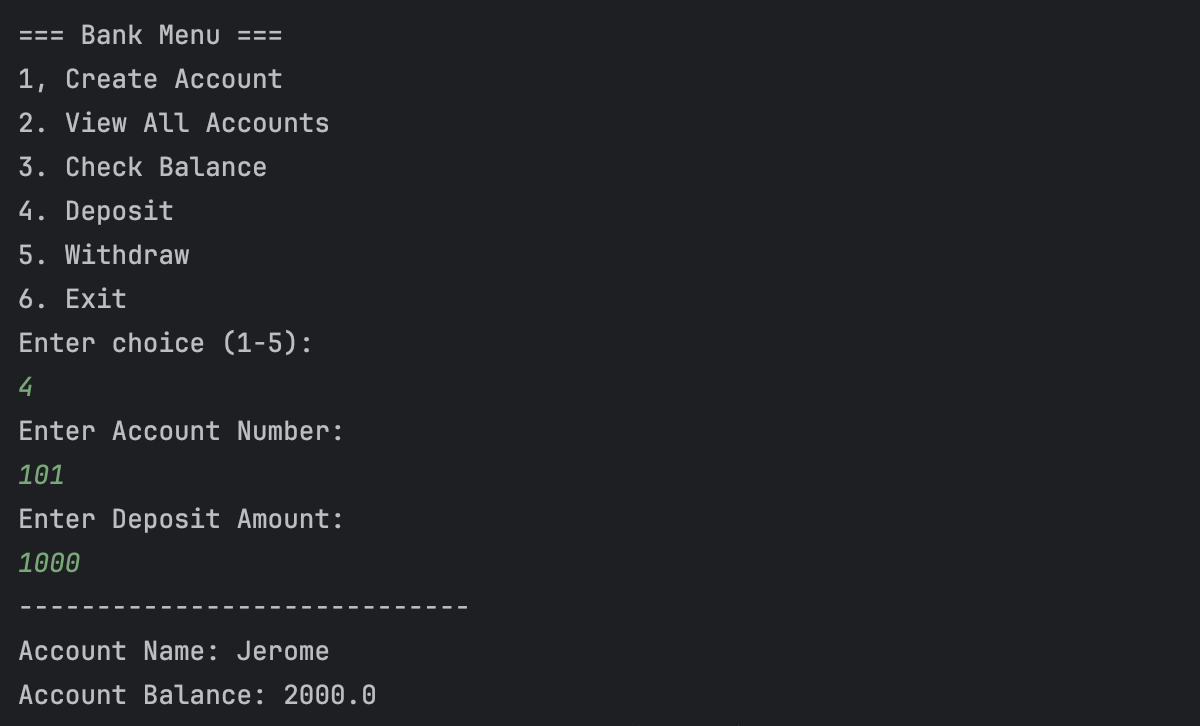 === Bank Menu ===
1, Create Account
2. View All Accounts
3. Check Balance
4. Deposit
5. Withdraw
6. Exit
Enter choice (1-5):
4
Enter Account Number:
101
Enter Deposit Amount:
1000
-----------------------------
Account Name: Jerome
Account Balance: 2000.0